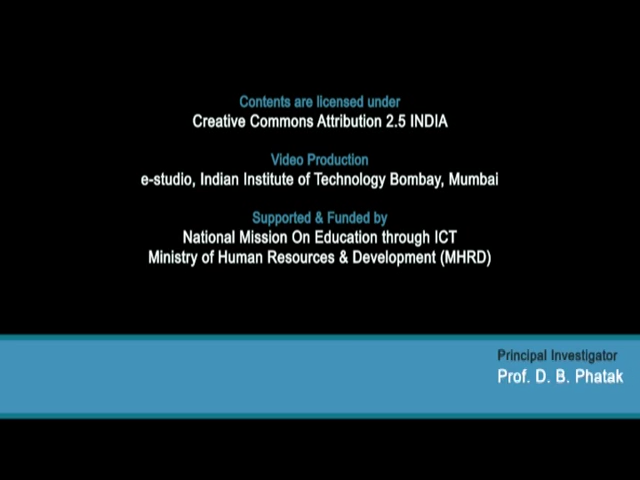 Contents are licensed under
Creative Commons Attribution 2.5 INDIA
Video Production
e-studio, Indian Institute of Technology Bombay, Mumbai
Supported & Funded by
National Mission On Education through ICT
Ministry of Human Resources & Development (MHRD)
Principal Investigator
Prof. D. B. Phatak